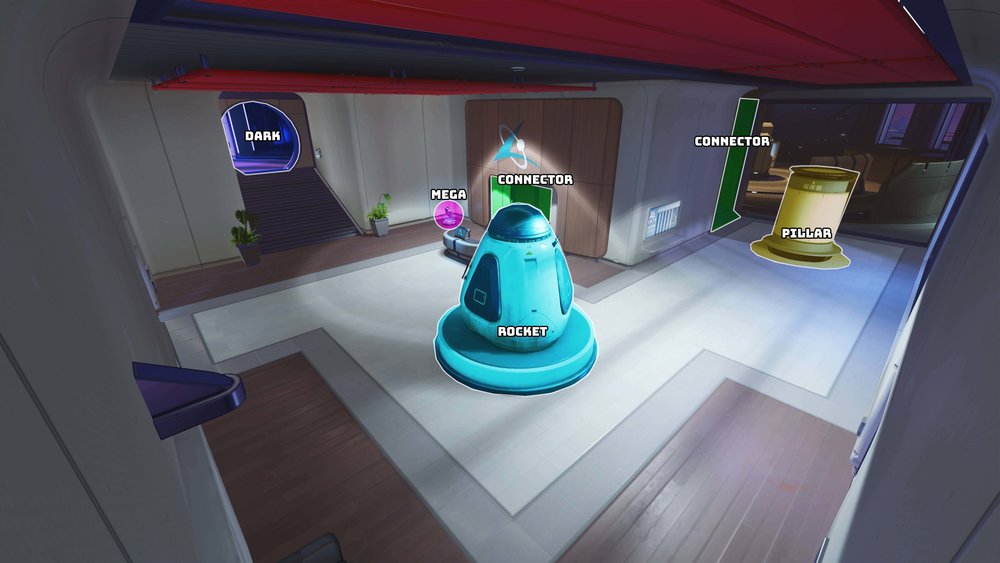 DARK
CONNECTOR
MEGA
CONNECTOR
PILLAR
ROCKET